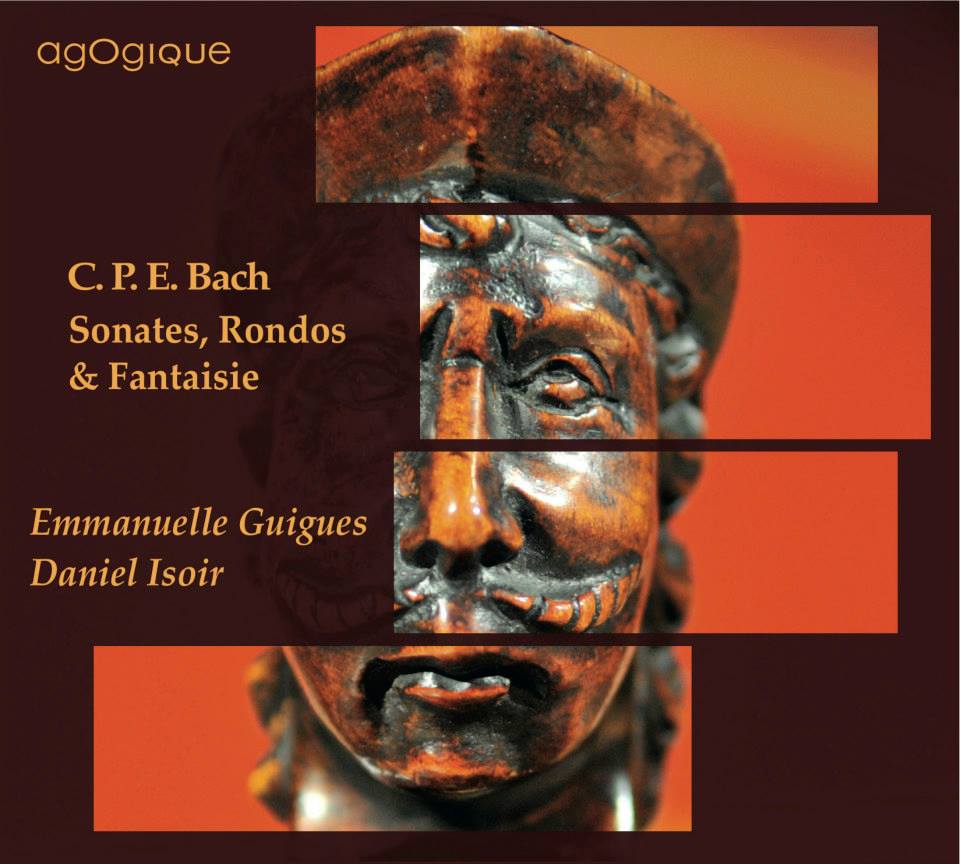 agOgIQue
C. P. E. Bach
Sonates, Rondos
& Fantaisie
Emmanuelle Guigues
Daniel Isoir